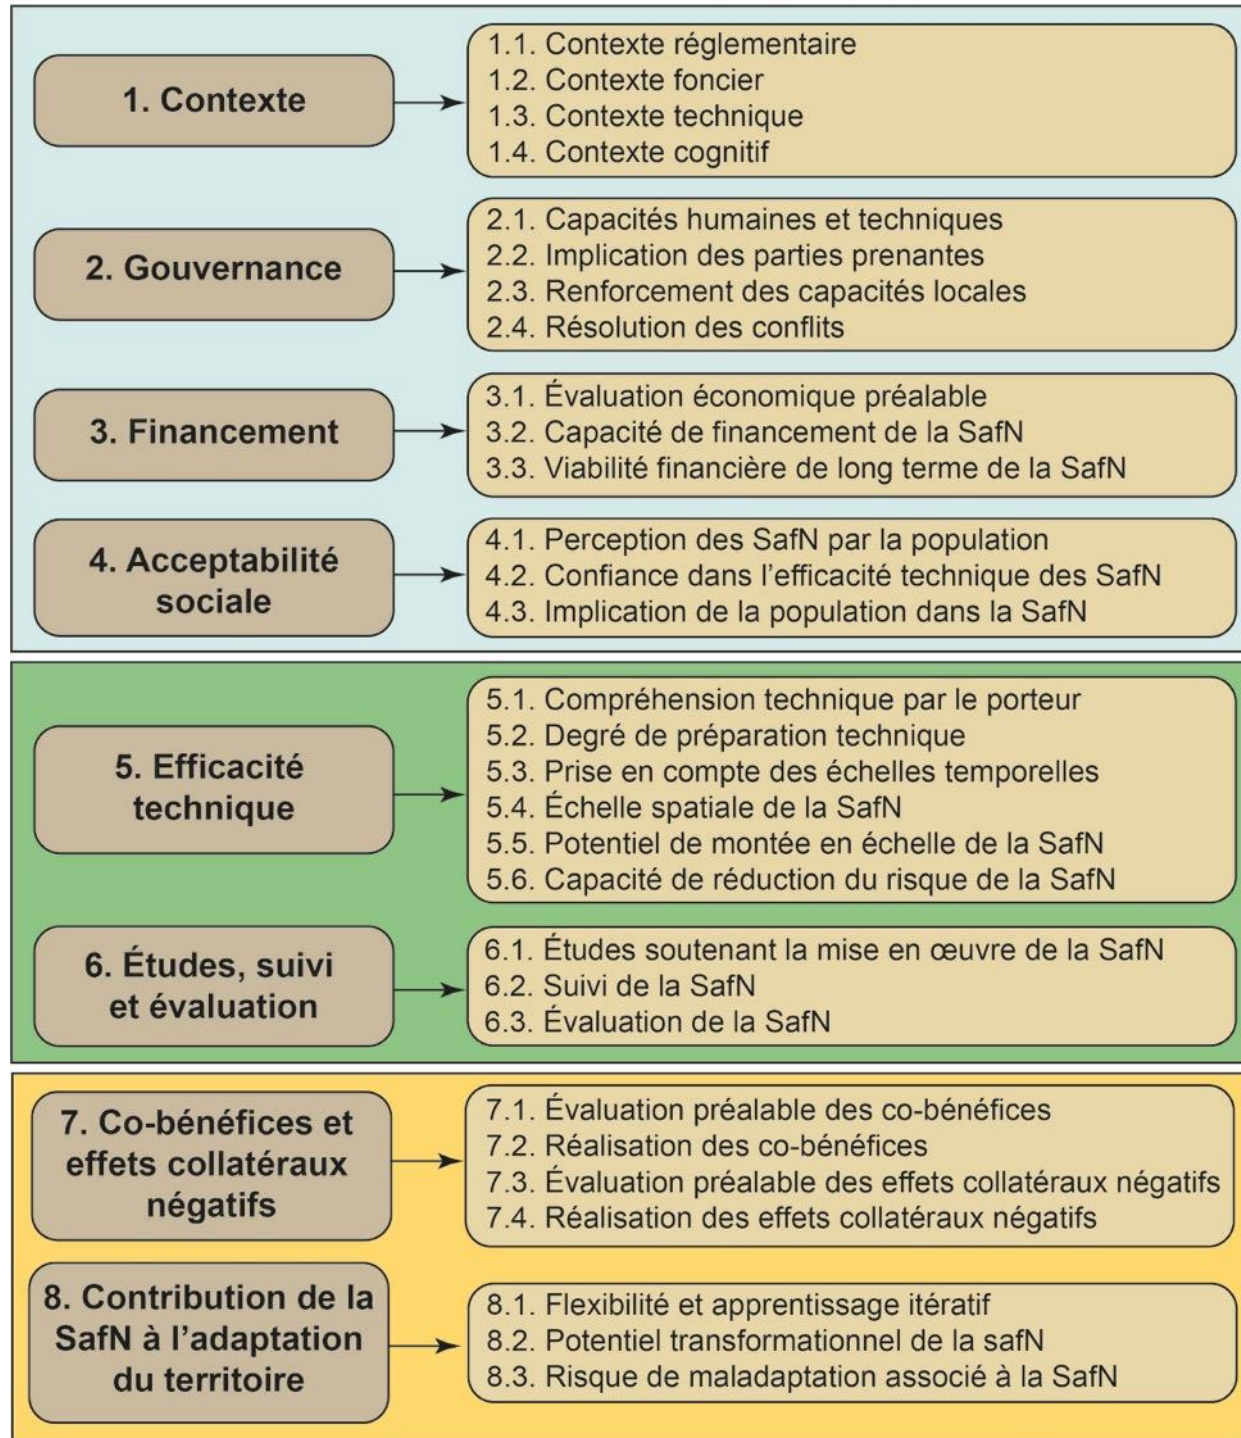 1. Contexte
1.1. Contexte réglementaire
1.2. Contexte foncier
1.3. Contexte technique
1.4. Contexte cognitif
2. Gouvernance
2.1. Capacités humaines et techniques
2.2. Implication des parties prenantes
2.3. Renforcement des capacités locales
2.4. Résolution des conflits
3. Financement
3.1. Évaluation économique préalable
3.2. Capacité de financement de la SafN
3.3. Viabilité financière de long terme de la SafN
4. Acceptabilité
sociale
4.1. Perception des SafN par la population
4.2. Confiance dans l’efficacité technique des SafN
4.3. Implication de la population dans la SafN
5. Efficacité
technique
5.1. Compréhension technique par le porteur
5.2. Degré de préparation technique
5.3. Prise en compte des échelles temporelles
5.4. Échelle spatiale de la SafN
5.5. Potentiel de montée en échelle de la SafN
5.6. Capacité de réduction du risque de la SafN
6. Études, suivi
et évaluation
6.1. Études soutenant la mise en œuvre de la SafN
6.2. Suivi de la SafN
6.3. Évaluation de la SafN
7. Co-bénéfices et
effets collatéraux
négatifs
7.1. Évaluation préalable des co-bénéfices
7.2. Réalisation des co-bénéfices
7.3. Évaluation préalable des effets collatéraux négatifs
7.4. Réalisation des effets collatéraux négatifs
8. Contribution de la
SafN à l’adaptation
du territoire
8.1. Flexibilité et apprentissage itératif
8.2. Potentiel transformationnel de la safN
8.3. Risque de maladaptation associé à la SafN